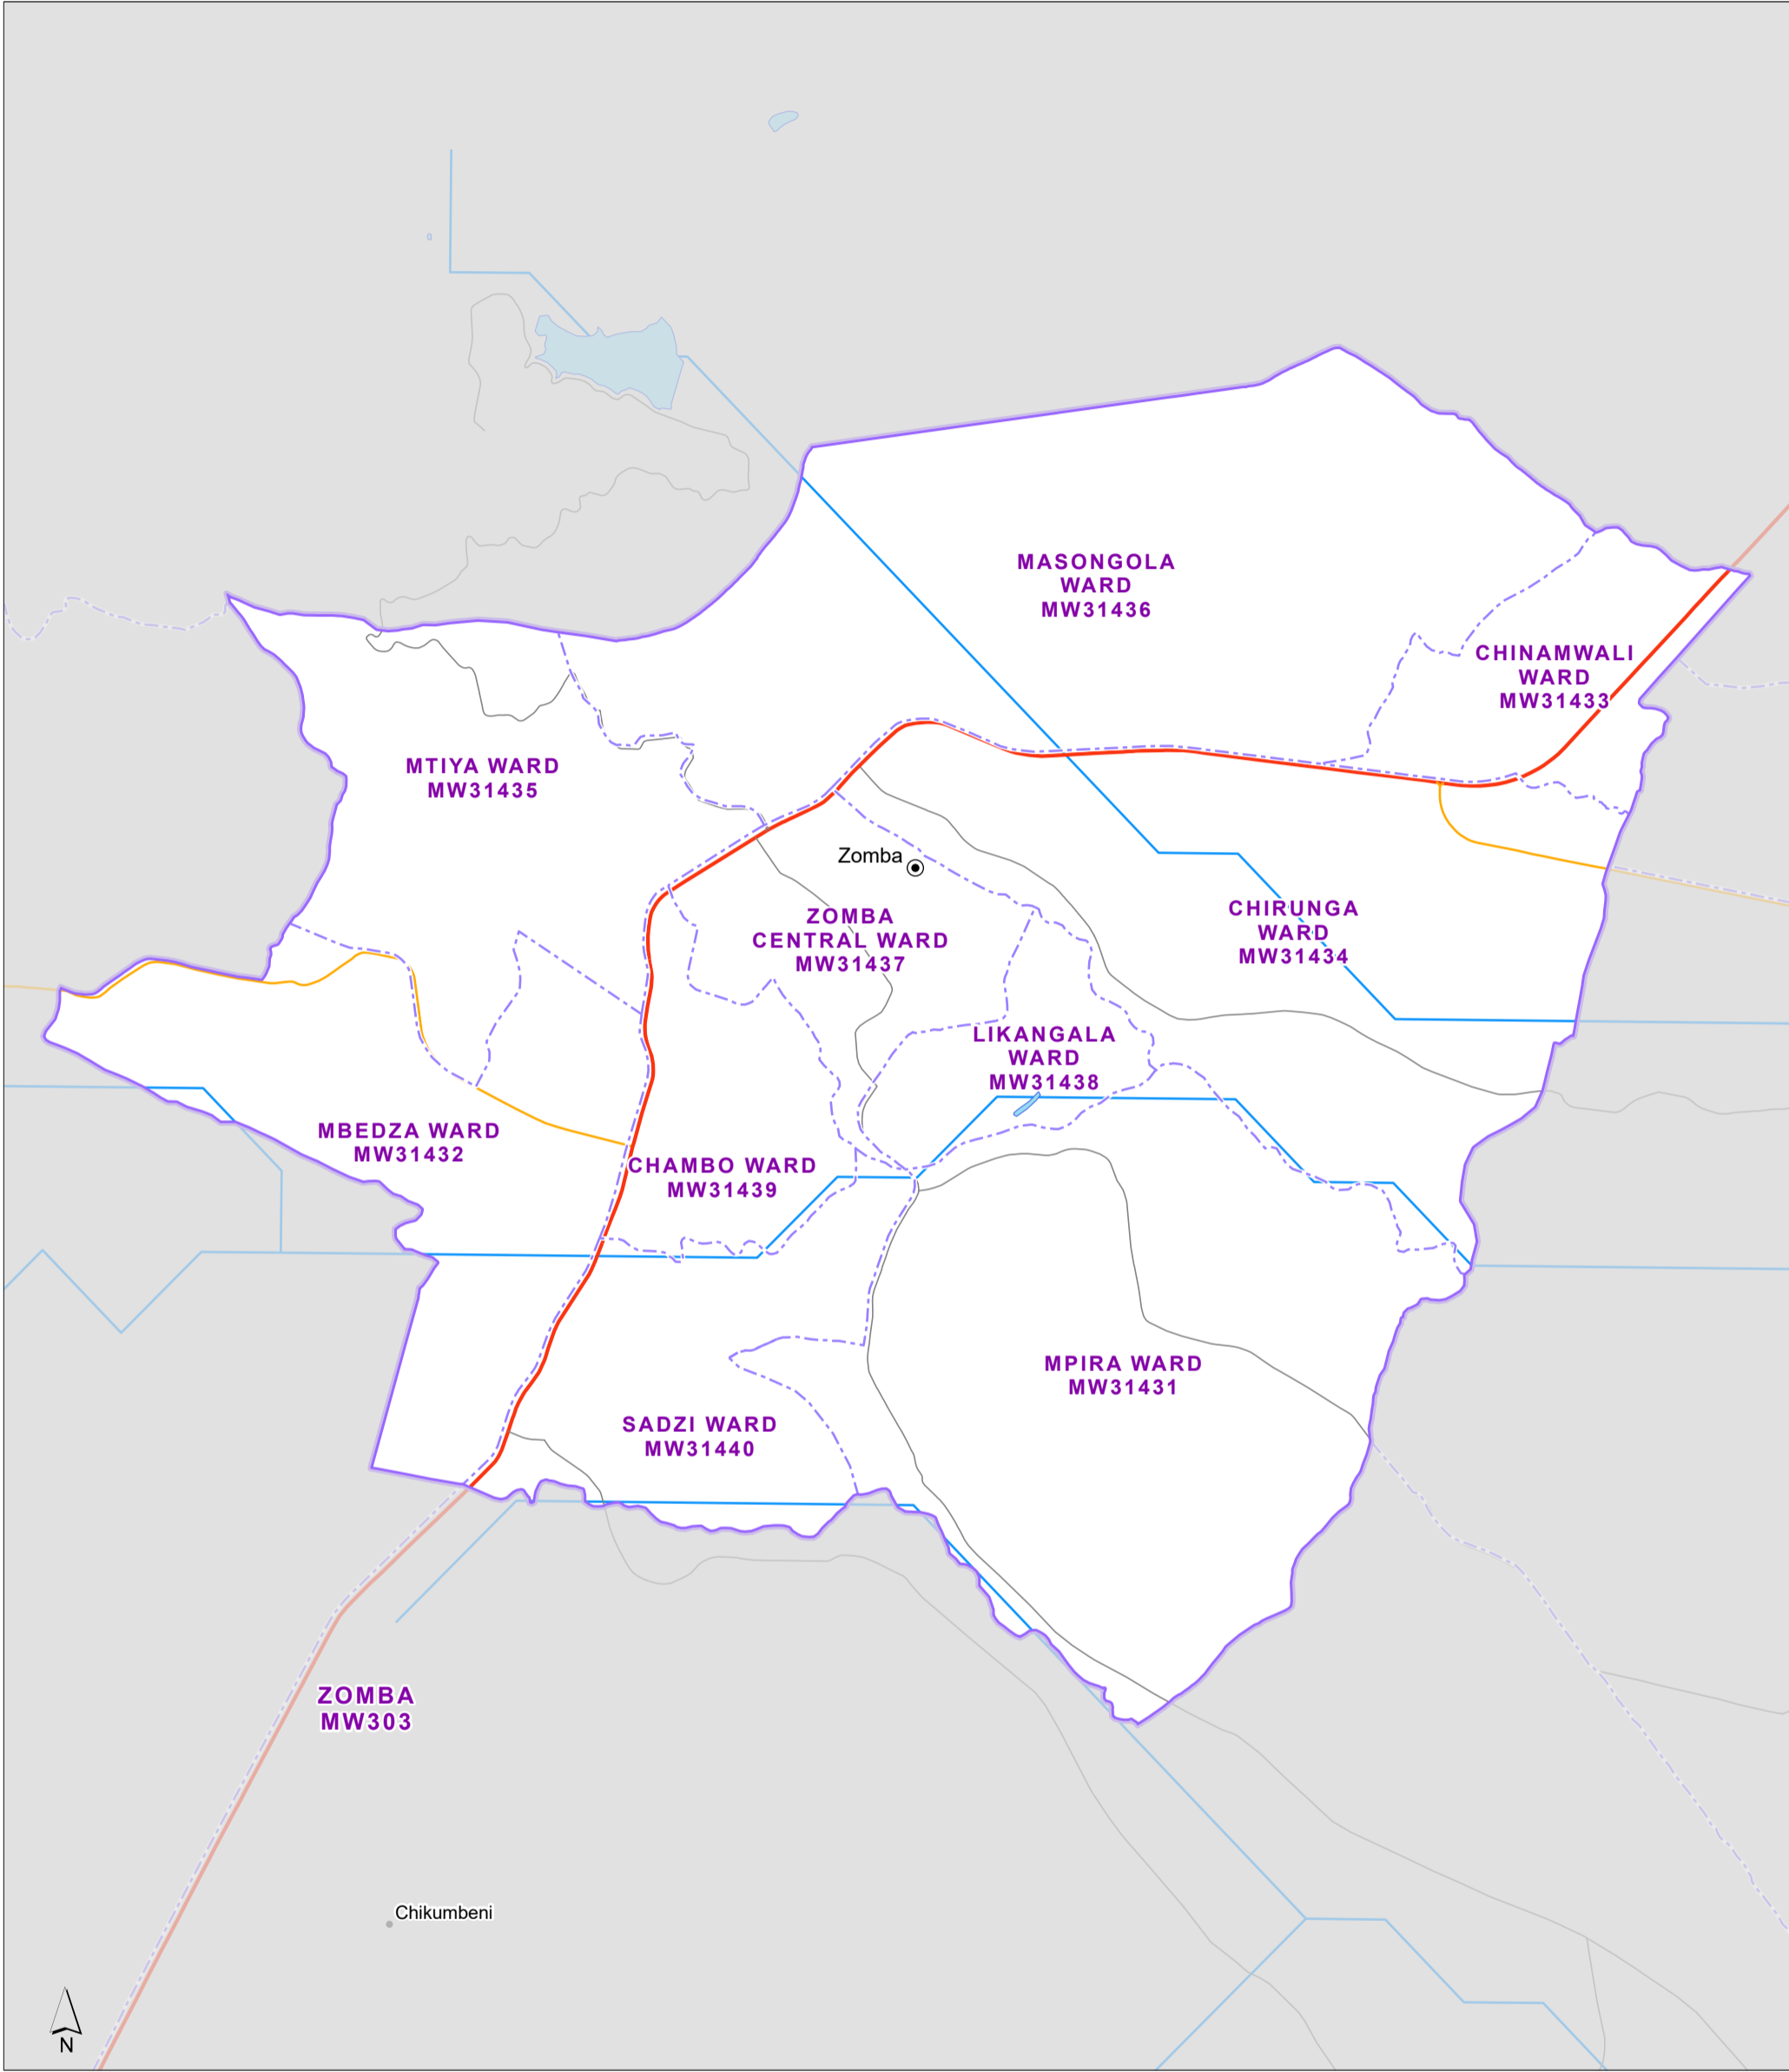 MASONGOLA
WARD
MW31436
CHINAMWALI
WARD
MW31433
MTIYA WARD
MW31435
Zomba
ZOMBA
CENTRAL WARD
MW31437
CHIRUNGA
WARD
MW31434
LIKANGALA
WARD
MW31438
MBEDZA WARD
MW31432
CHAMBO WARD
MW31439
MPIRA WARD
MW31431
SADZI WARD
MW31440
ZOMBA
MW303
Chikumbeni
N